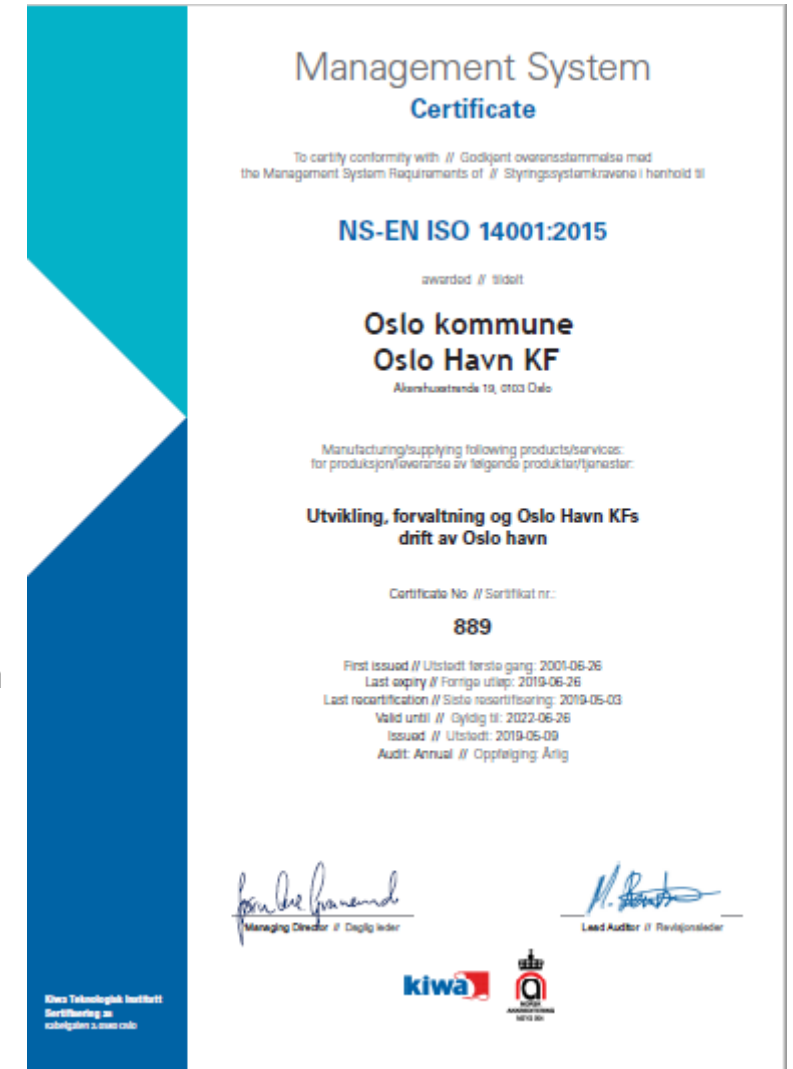 Management System
Certificate
To certify conformity with // Godkjent overensstemmelse med
the Management System Requirements of // Styringssystemkravene i henhold til
NS-EN ISO 14001:2015
awarded // tildelt
Oslo kommune
Oslo Havn KF
Akershusstranda 19, 0103 Oslo
Manufacturing/supplying following products/services:
for produksjon/leveranse av følgende produkter/tjenester:
Utvikling, forvaltning og Oslo Havn KFs
drift av Oslo havn
Certificate No // Sertifikat nr.:
889
First issued // Utstedt første gang: 2001-06-26
Last expiry // Forrige utløp: 2019-06-26
Last recertification // Siste resertifisering: 2019-05-03
Valid until // Gyldig til: 2022-06-26
Issued // Utstedt: 2019-05-09
Audit: Annual // Oppfølging: Årlig
Managing Director // Daglig leder
Lead Auditor // Revisjonsleder
kiwa
NORSK
AKKREDITERING
Kiwa Teknologisk Institutt
Sertifisering as